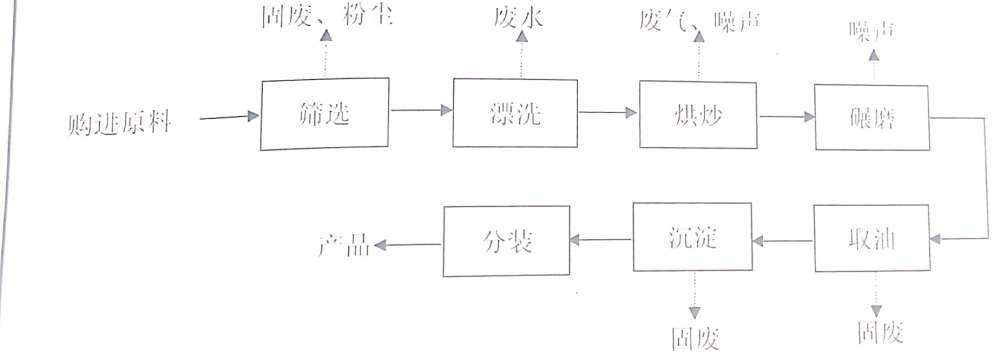 固废、粉尘
废水
废气、噪声
噪声
购进原料
筛选
漂洗
烘炒
碾磨
产品
分装
沉淀
取油
固废
固废